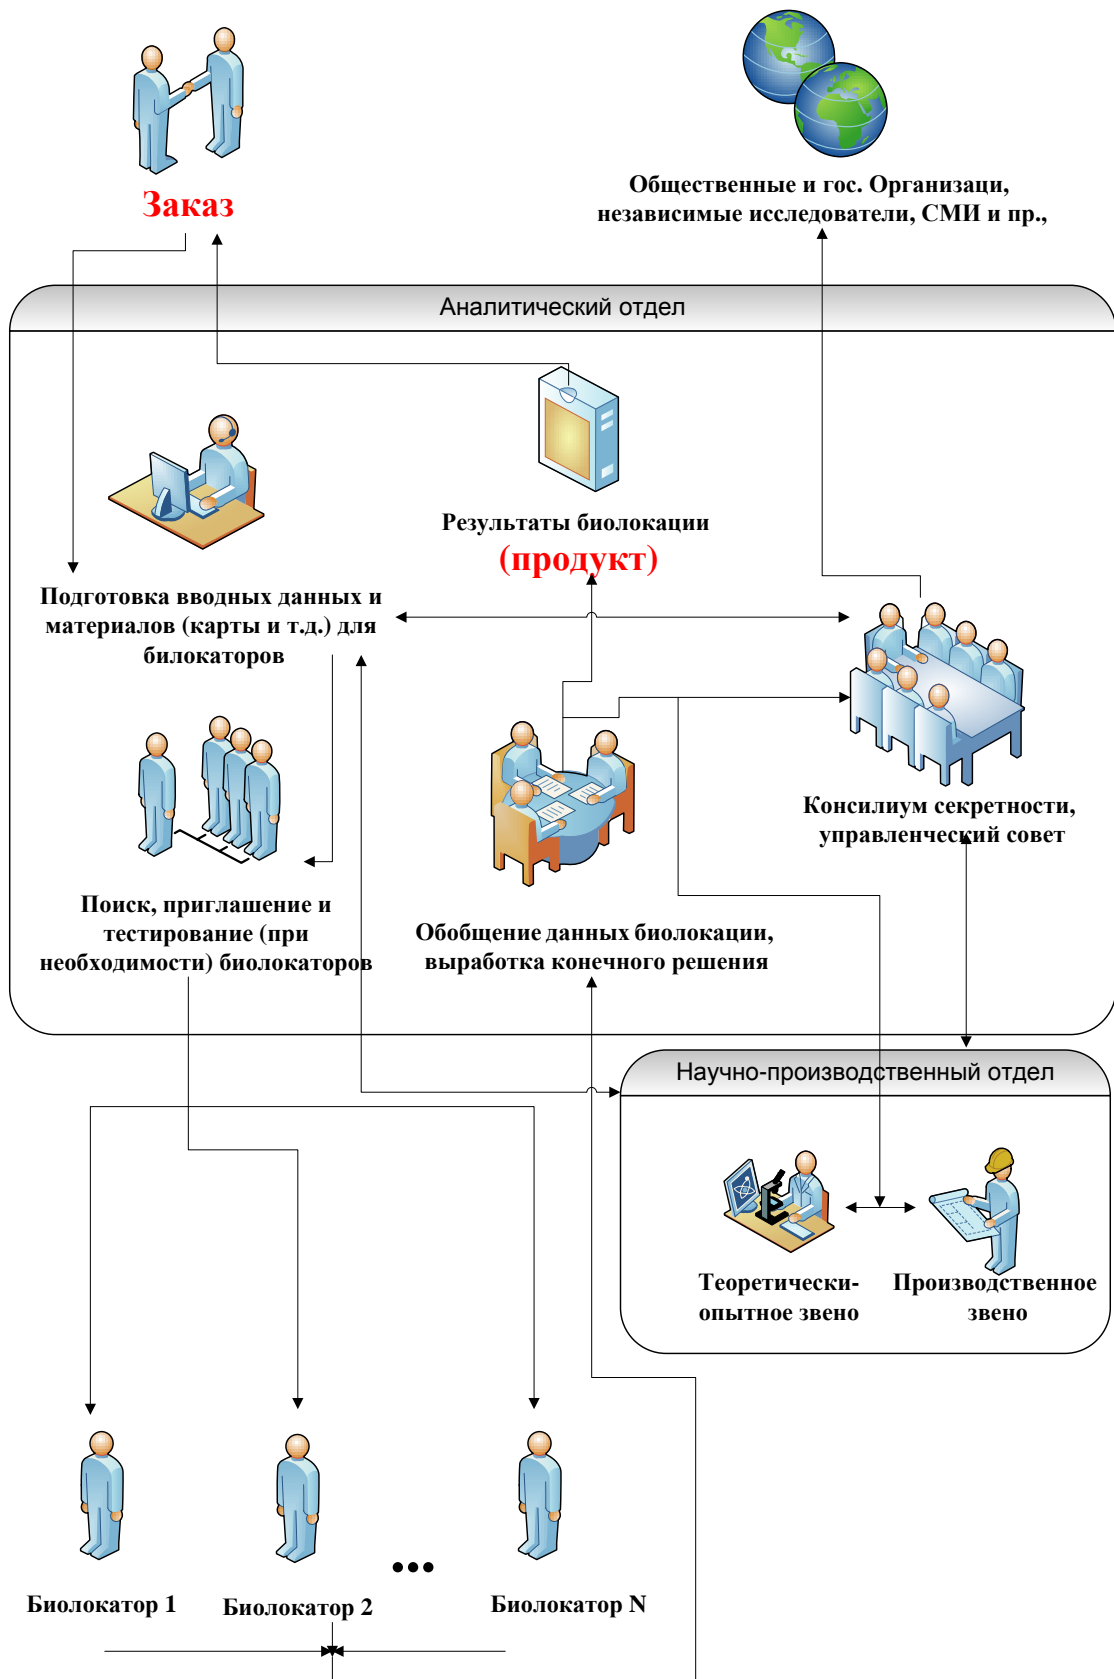 Заказ
Общественные и гос. Организаци,
независимые исследователи, СМИ и пр.,
Аналитический отдел
Результаты биолокации
(продукт)
Подготовка вводных данных и
материалов (карты и т.д.) для
билокаторов
Консилиум секретности,
управленческий совет
Поиск, приглашение и
тестирование (при
необходимости) биолокаторов
Обобщение данных биолокации,
выработка конечного решения
Научно-производственный отдел
Теоретически-
опытное звено
Производственное
звено
Биолокатор 1
Биолокатор 2
•••
Биолокатор N